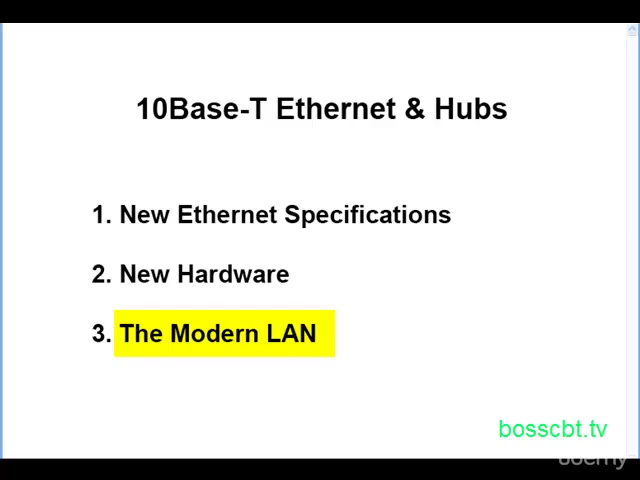 10Base-T Ethernet & Hubs
1. New Ethernet Specifications
2. New Hardware
3. The Modern LAN
bosscbt.tv